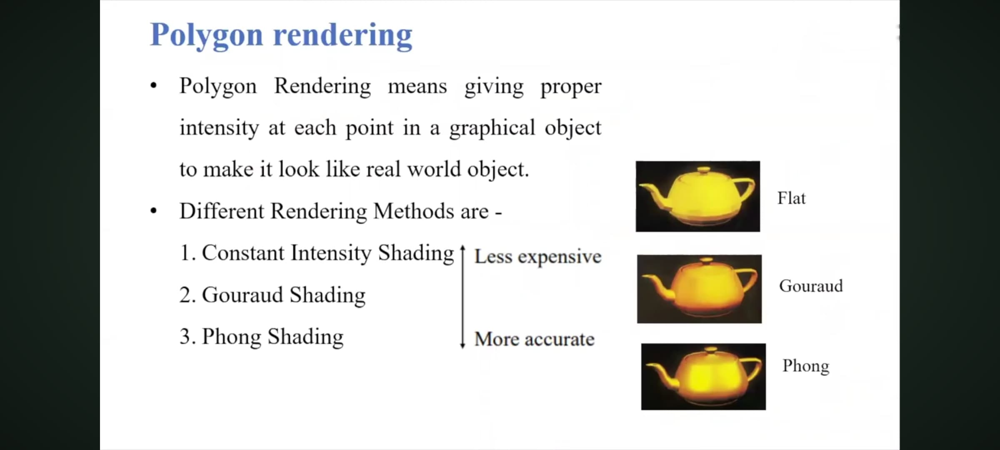 Polygon rendering
• Polygon Rendering means giving proper
intensity at each point in a graphical object
to make it look like real world object.
• Different Rendering Methods are -
1. Constant Intensity Shading
Less expensive
2. Gouraud Shading
3. Phong Shading
More accurate
Flat
Gouraud
Phong